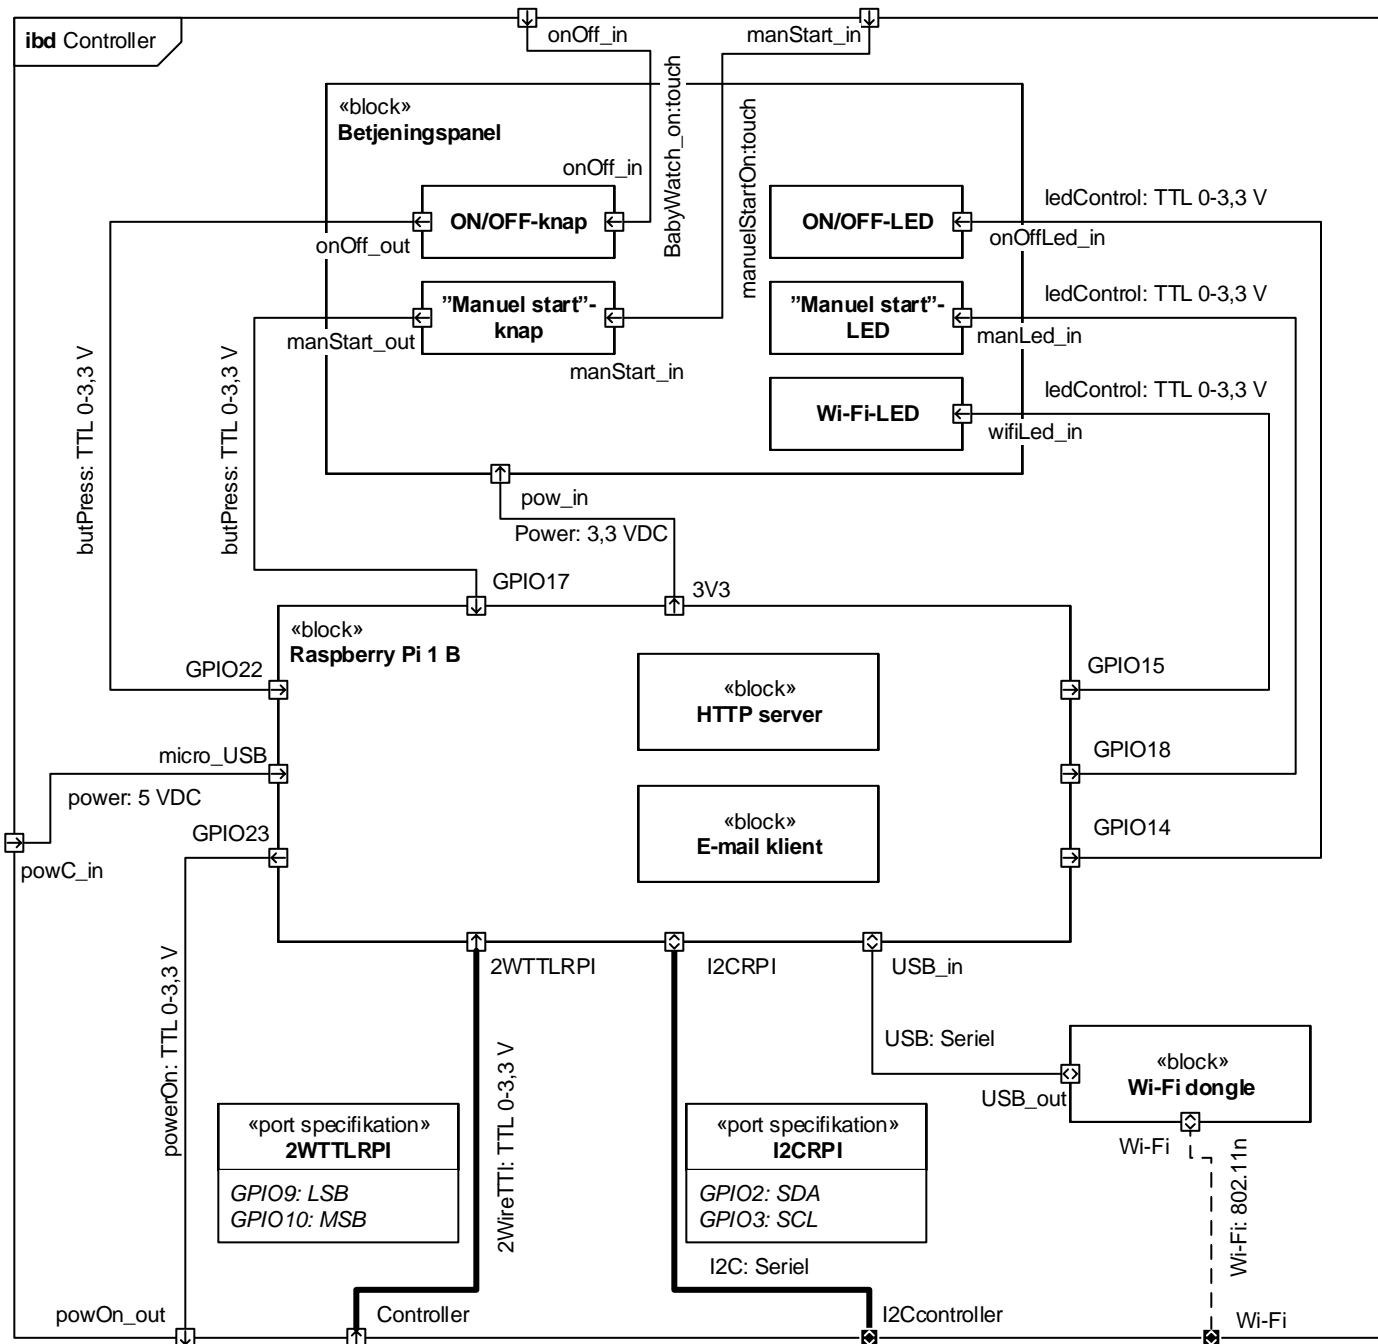 ibd Controller
onOff_in
manStart_in
BabyWatch_on:touch
manuelStartOn:touch
«block»
Betjeningspanel
onOff_in
ON/OFF-knap
onOff_out
ON/OFF-LED
ledControl: TTL 0-3,3 V
onOffLed_in
"Manuel start"-
knap
manStart_out
manStart_in
"Manuel start"-
LED
ledControl: TTL 0-3,3 V
manLed_in
Wi-Fi-LED
ledControl: TTL 0-3,3 V
wifiLed_in
butPress: TTL 0-3,3 V
butPress: TTL 0-3,3 V
pow_in
Power: 3,3 VDC
GPIO17
3V3
«block»
Raspberry Pi 1 B
GPIO22
GPIO15
«block»
HTTP server
micro_USB
power: 5 VDC
GPIO18
GPIO23
GPIO14
«block»
E-mail klient
powC_in
2WTTLRPI
I2CRPI
USB_in
powerOn: TTL 0-3,3 V
2WireTTl: TTL 0-3,3 V
USB: Seriel
USB_out
«block»
Wi-Fi dongle
Wi-Fi
Wi-Fi: 802.11n
«port specifikation»
2WTTLRPI
GPIO9: LSB
GPIO10: MSB
«port specifikation»
I2CRPI
GPIO2: SDA
GPIO3: SCL
I2C: Seriel
powOn_out
Controller
I2Ccontroller
Wi-Fi